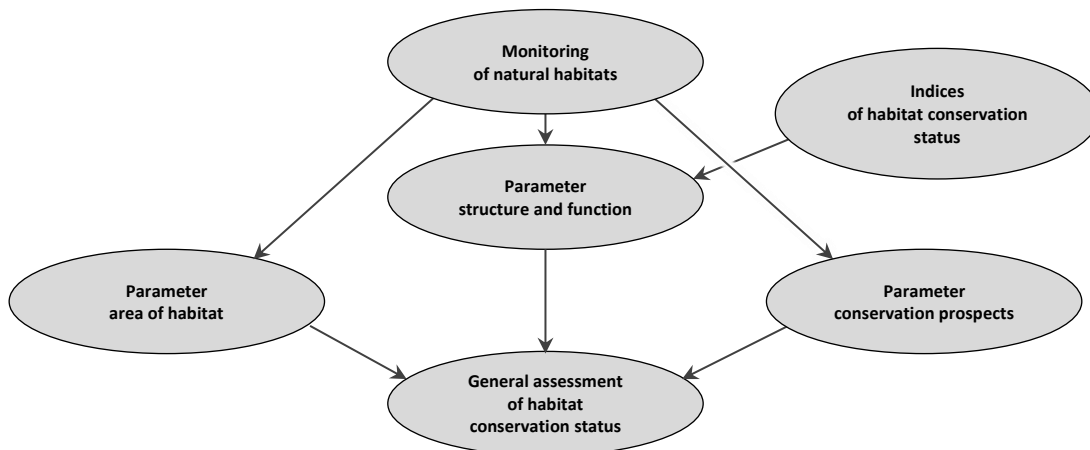 Monitoring
of natural habitats
Indices
of habitat conservation
status
Parameter
structure and function
Parameter
area of habitat
Parameter
conservation prospects
General assessment
of habitat
conservation status